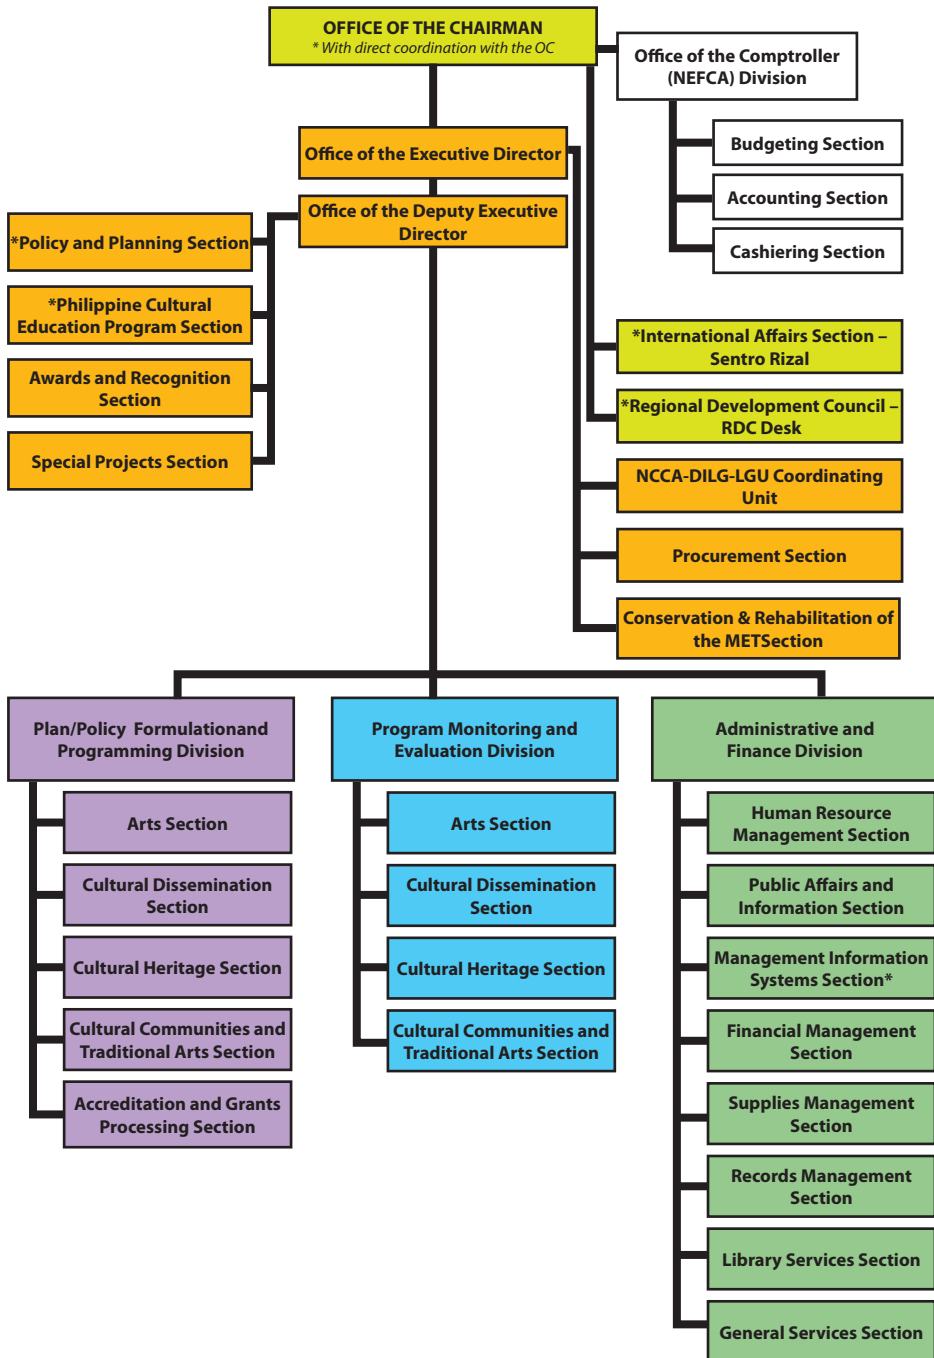 OFFICE OF THE CHAIRMAN
* With direct coordination with the OC
Office of the Comptroller
(NEFCA) Division
Budgeting Section
Accounting Section
Cashiering Section
Office of the Executive Director
Office of the Deputy Executive
Director
*Policy and Planning Section
*Philippine Cultural
Education Program Section
Awards and Recognition
Section
Special Projects Section
*International Affairs Section –
Sentro Rizal
*Regional Development Council –
RDC Desk
NCCA-DILG-LGU Coordinating
Unit
Procurement Section
Conservation & Rehabilitation of
the METSection
Plan/Policy Formulationand
Programming Division
Arts Section
Cultural Dissemination
Section
Cultural Heritage Section
Cultural Communities and
Traditional Arts Section
Accreditation and Grants
Processing Section
Program Monitoring and
Evaluation Division
Arts Section
Cultural Dissemination
Section
Cultural Heritage Section
Cultural Communities and
Traditional Arts Section
Administrative and
Finance Division
Human Resource
Management Section
Public Affairs and
Information Section
Management Information
Systems Section*
Financial Management
Section
Supplies Management
Section
Records Management
Section
Library Services Section
General Services Section